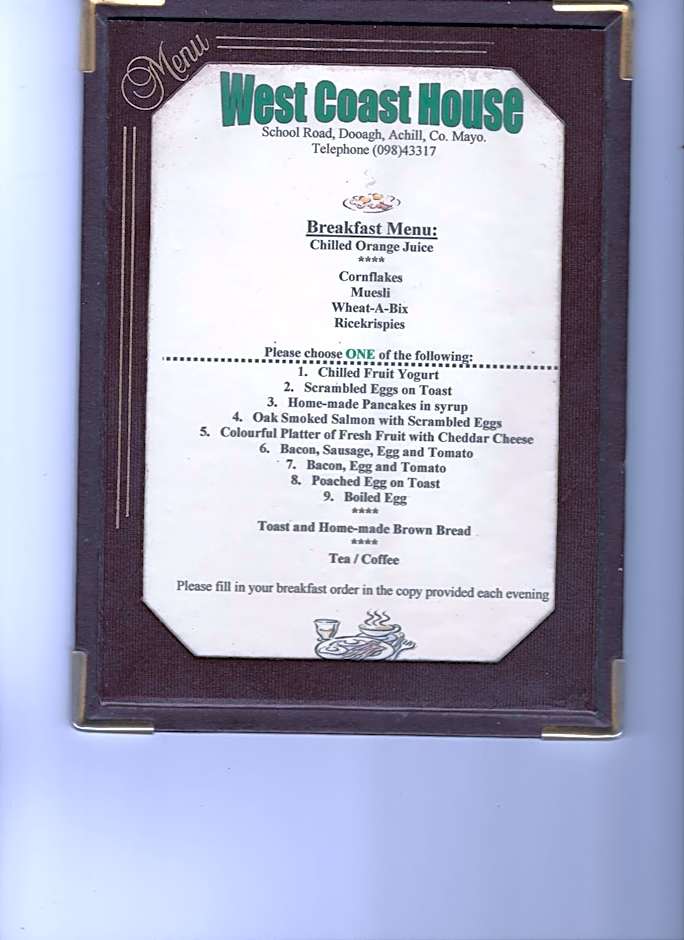 Menu
West Coast House
School Road, Dooagh, Achill, Co. Mayo.
Telephone (098)43317
Breakfast Menu:
Chilled Orange Juice
****
Cornflakes
Muesli
Wheat-A-Bix
Ricekrispies
Please choose ONE of the following:
1. Chilled Fruit Yogurt
2. Scrambled Eggs on Toast
3. Home-made Pancakes in syrup
4. Oak Smoked Salmon with Scrambled Eggs
5. Colourful Platter of Fresh Fruit with Cheddar Cheese
6. Bacon, Sausage, Egg and Tomato
7. Bacon, Egg and Tomato
8. Poached Egg on Toast
9. Boiled Egg
****
Toast and Home-made Brown Bread
****
Tea / Coffee
Please fill in your breakfast order in the copy provided each evening